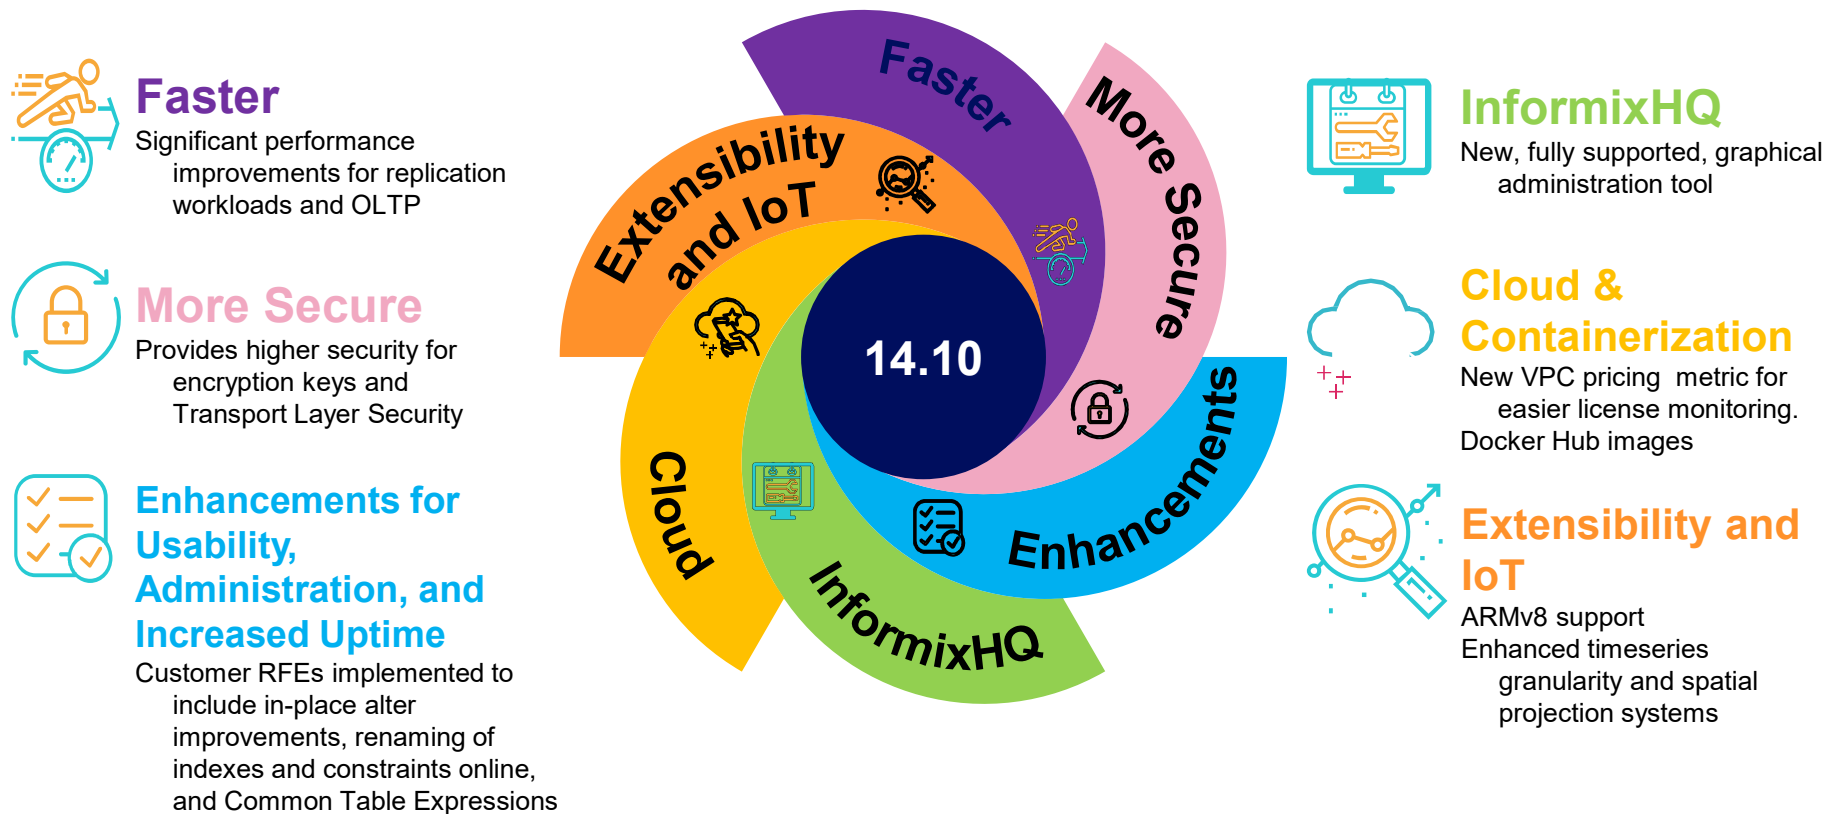 Faster
Significant performance
improvements for replication
workloads and OLTP
More Secure
Provides higher security for
encryption keys and
Transport Layer Security
Enhancements for
Usability,
Administration, and
Increased Uptime
Customer RFEs implemented to
include in-place alter
improvements, renaming of
indexes and constraints online,
and Common Table Expressions
Faster
More Secure
Enhancements
InformixHQ
Cloud
Extensibility
and IoT
14.10
InformixHQ
New, fully supported, graphical
administration tool
Cloud &
Containerization
New VPC pricing  metric for
easier license monitoring.
Docker Hub images
Extensibility and
IoT
ARMv8 support
Enhanced timeseries
granularity and spatial
projection systems